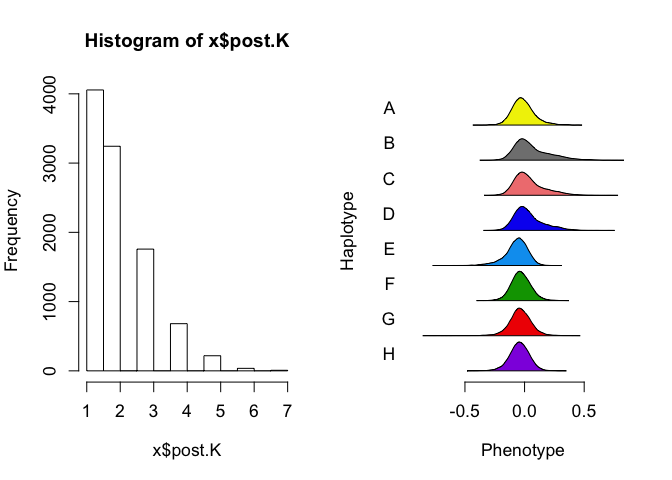 Histogram of x$post.K
Frequency
4000
3000
2000
1000
0
1 2 3 4 5 6 7
x$post.K
Haplotype
A
B
C
D
E
F
G
H
-0.5 0.0 0.5
Phenotype